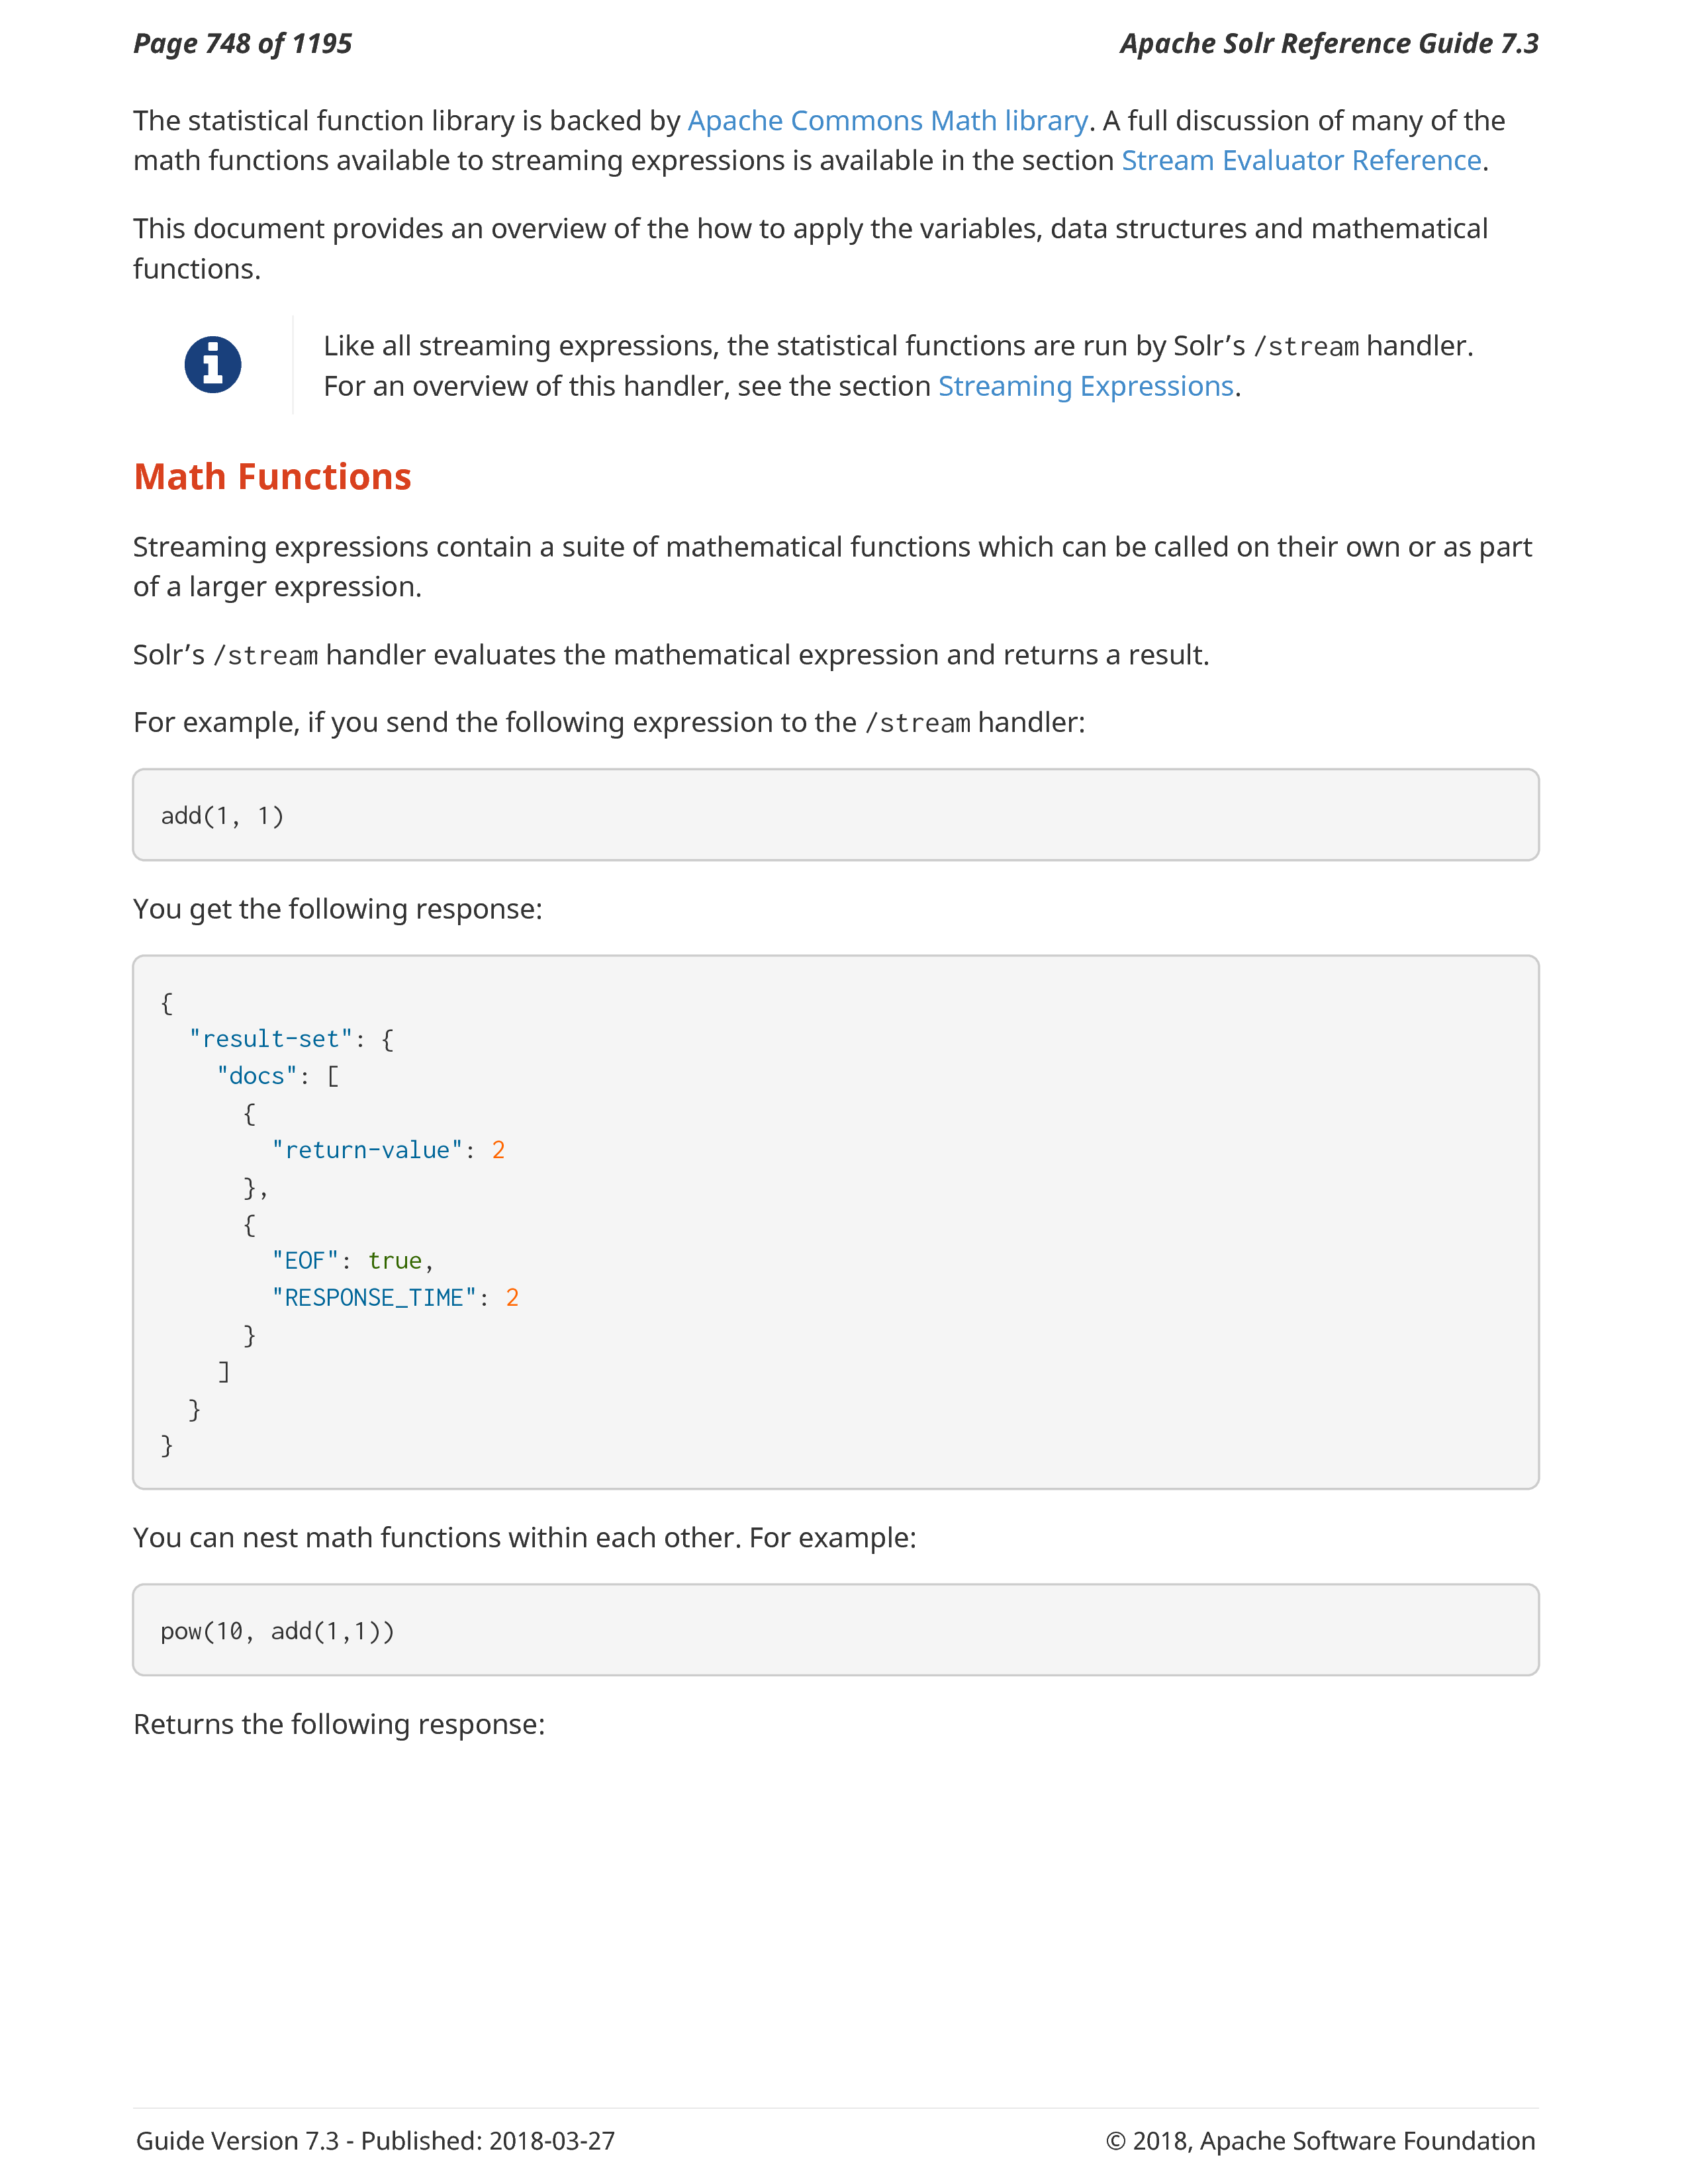 Page 748 of 1195
Apache Solr Reference Guide 7.3
The statistical function library is backed by Apache Commons Math library. A full discussion of many of the
math functions available to streaming expressions is available in the section Stream Evaluator Reference.
This document provides an overview of the how to apply the variables, data structures and mathematical
functions.
Like all streaming expressions, the statistical functions are run by Solr’s /stream handler.
For an overview of this handler, see the section Streaming Expressions.
Math Functions
Streaming expressions contain a suite of mathematical functions which can be called on their own or as part
of a larger expression.
Solr’s /stream handler evaluates the mathematical expression and returns a result.
For example, if you send the following expression to the /stream handler:
add(1, 1)
You get the following response:
{
  "result-set": {
    "docs": [
      {
        "return-value": 2
      },
      {
        "EOF": true,
        "RESPONSE_TIME": 2
      }
    ]
  }
}
You can nest math functions within each other. For example:
pow(10, add(1,1))
Returns the following response:
Guide Version 7.3 - Published: 2018-03-27
© 2018, Apache Software Foundation